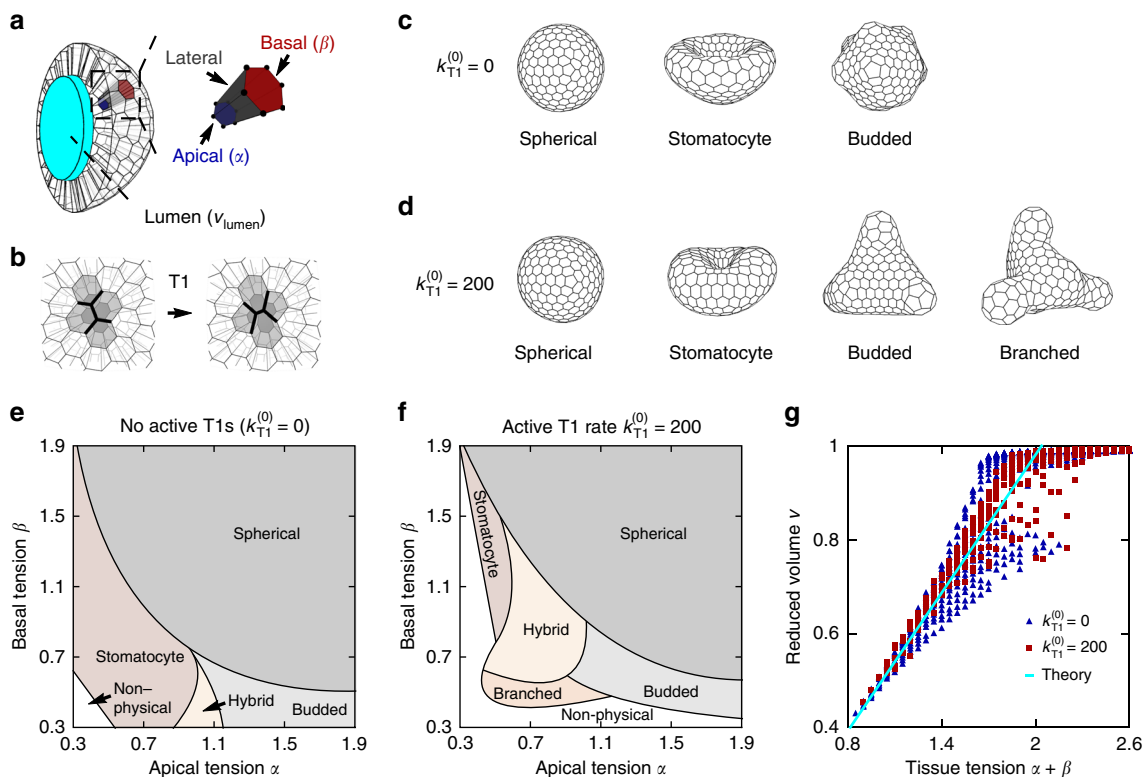 a
Lateral
Basal (β)
Apical (α)
Lumen (v_lumen)
b
T1
c
k_T1^(0) = 0
Spherical
Stomatocyte
Budded
d
k_T1^(0) = 200
Spherical
Stomatocyte
Budded
Branched
e
No active T1s (k_T1^(0) = 0)
Basal tension β
1.9
1.5
1.1
0.7
0.3
Spherical
Stomatocyte
Non–
physical
Hybrid
Budded
0.3
0.7
1.1
1.5
1.9
Apical tension α
f
Active T1 rate k_T1^(0) = 200
Basal tension β
1.9
1.5
1.1
0.7
0.3
Stomatocyte
Spherical
Hybrid
Branched
Budded
Non-physical
0.3
0.7
1.1
1.5
1.9
Apical tension α
g
Reduced volume v
1
0.8
0.6
0.4
k_T1^(0) = 0
k_T1^(0) = 200
Theory
0.8
1.4
2
2.6
Tissue tension α + β